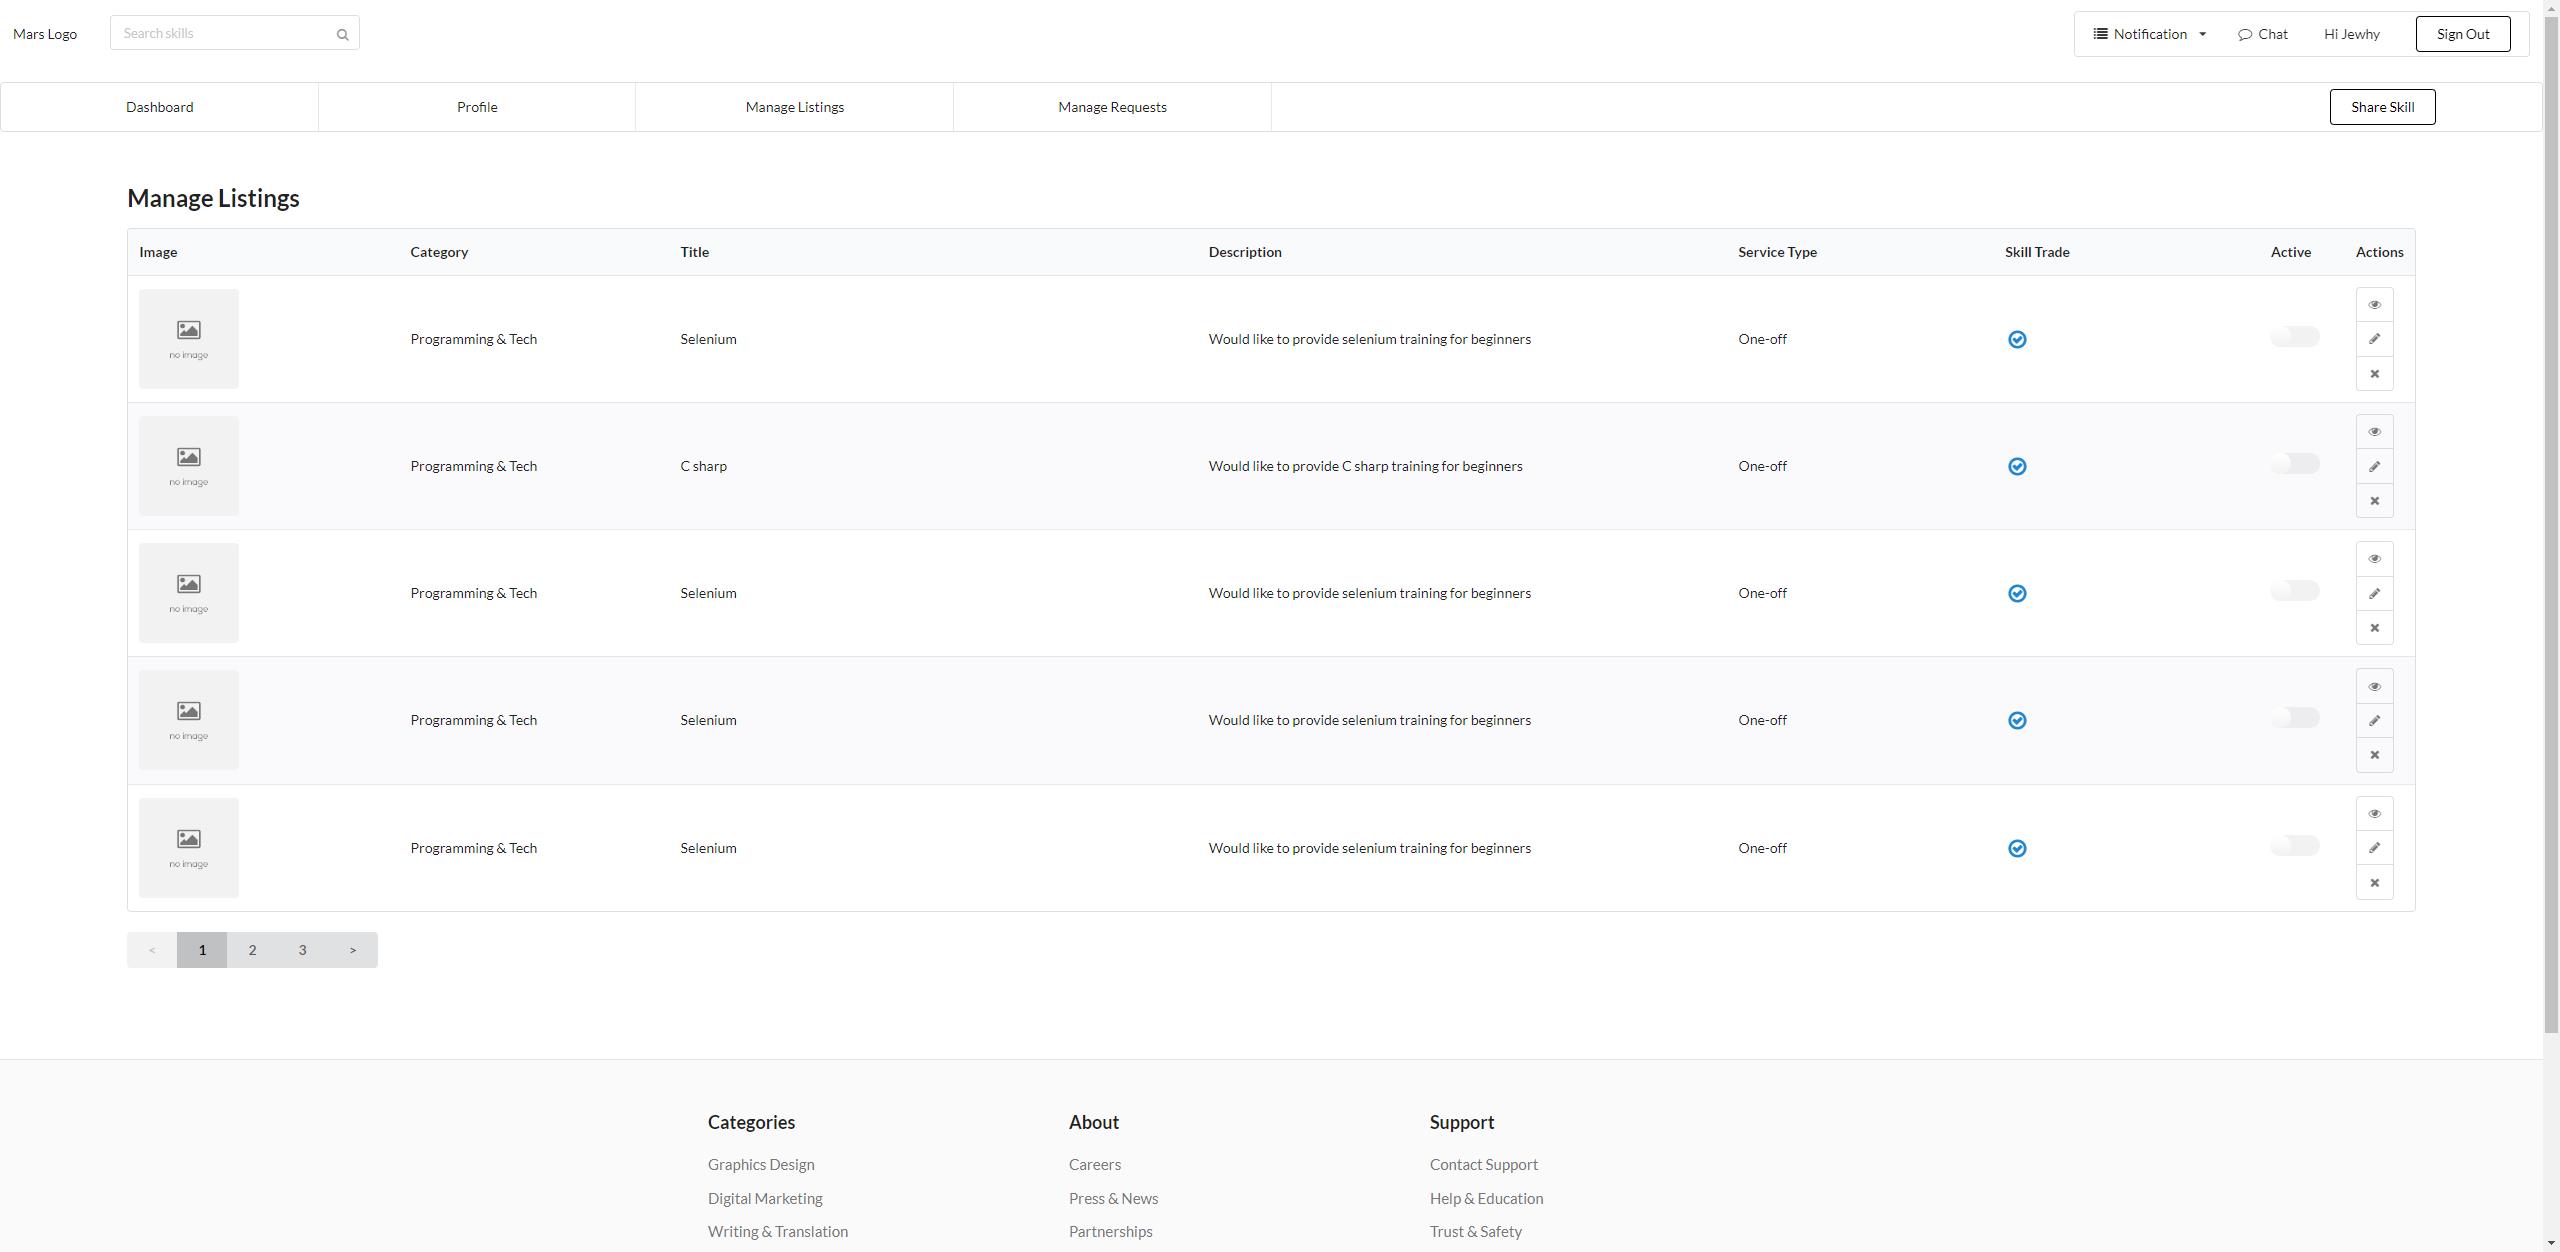 Mars Logo
Search skills
Notification
Chat
Hi Jewhy
Sign Out
Dashboard
Profile
Manage Listings
Manage Requests
Share Skill
Manage Listings
Image Category Title Description Service Type Skill Trade Active Actions
no image Programming & Tech Selenium Would like to provide selenium training for beginners One-off
no image Programming & Tech C sharp Would like to provide C sharp training for beginners One-off
no image Programming & Tech Selenium Would like to provide selenium training for beginners One-off
no image Programming & Tech Selenium Would like to provide selenium training for beginners One-off
no image Programming & Tech Selenium Would like to provide selenium training for beginners One-off
< 1 2 3 >
Categories
Graphics Design
Digital Marketing
Writing & Translation
About
Careers
Press & News
Partnerships
Support
Contact Support
Help & Education
Trust & Safety